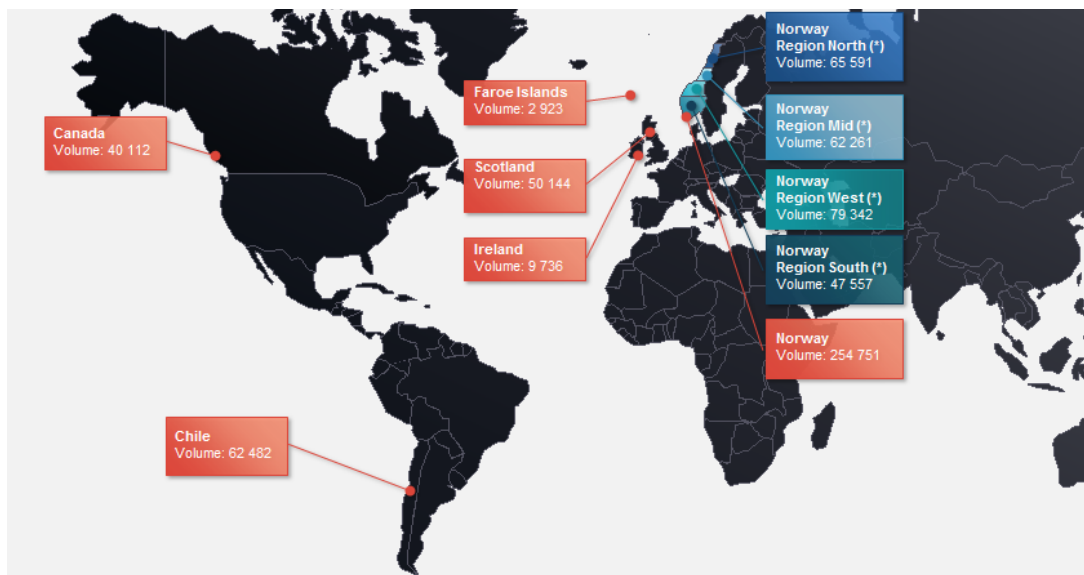 Norway
Region North (*)
Volume: 65 591
Faroe Islands
Volume: 2 923
Norway
Region Mid (*)
Volume: 62 261
Canada
Volume: 40 112
Scotland
Volume: 50 144
Norway
Region West (*)
Volume: 79 342
Ireland
Volume: 9 736
Norway
Region South (*)
Volume: 47 557
Norway
Volume: 254 751
Chile
Volume: 62 482